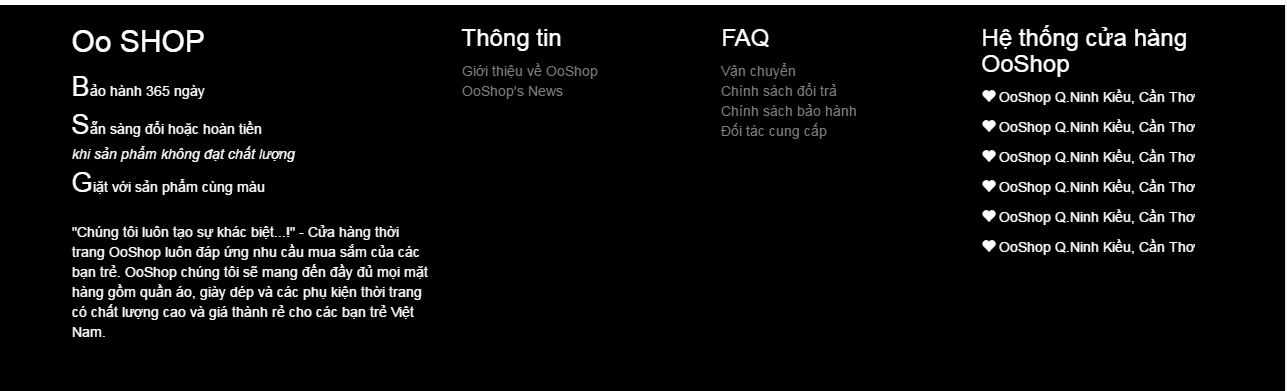 Oo SHOP
Bảo hành 365 ngày
Sẵn sàng đổi hoặc hoàn tiền
khi sản phẩm không đạt chất lượng
Giặt với sản phẩm cùng màu
"Chúng tôi luôn tạo sự khác biệt...!" - Cửa hàng thời
trang OoShop luôn đáp ứng nhu cầu mua sắm của các
bạn trẻ. OoShop chúng tôi sẽ mang đến đầy đủ mọi mặt
hàng gồm quần áo, giày dép và các phụ kiện thời trang
có chất lượng cao và giá thành rẻ cho các bạn trẻ Việt
Nam.
Thông tin
Giới thiệu về OoShop
OoShop's News
FAQ
Vận chuyển
Chính sách đổi trả
Chính sách bảo hành
Đối tác cung cấp
Hệ thống cửa hàng
OoShop
OoShop Q.Ninh Kiều, Cần Thơ
OoShop Q.Ninh Kiều, Cần Thơ
OoShop Q.Ninh Kiều, Cần Thơ
OoShop Q.Ninh Kiều, Cần Thơ
OoShop Q.Ninh Kiều, Cần Thơ
OoShop Q.Ninh Kiều, Cần Thơ